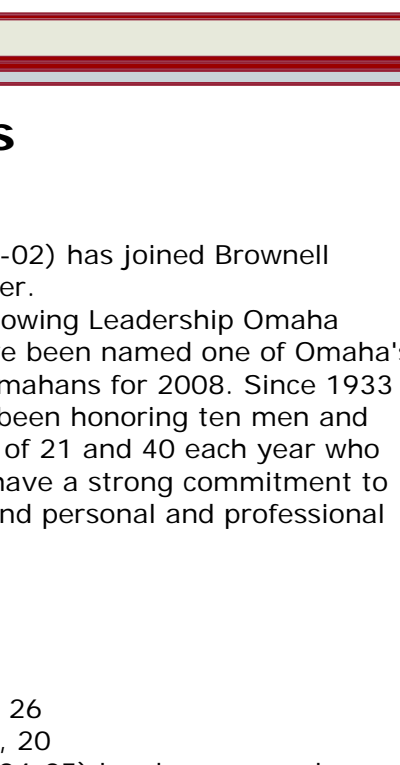 s
-02) has joined Brownell
er.
owing Leadership Omaha
e been named one of Omaha's
mahans for 2008. Since 1933
been honoring ten men and
of 21 and 40 each year who
have a strong commitment to
nd personal and professional
26
, 20